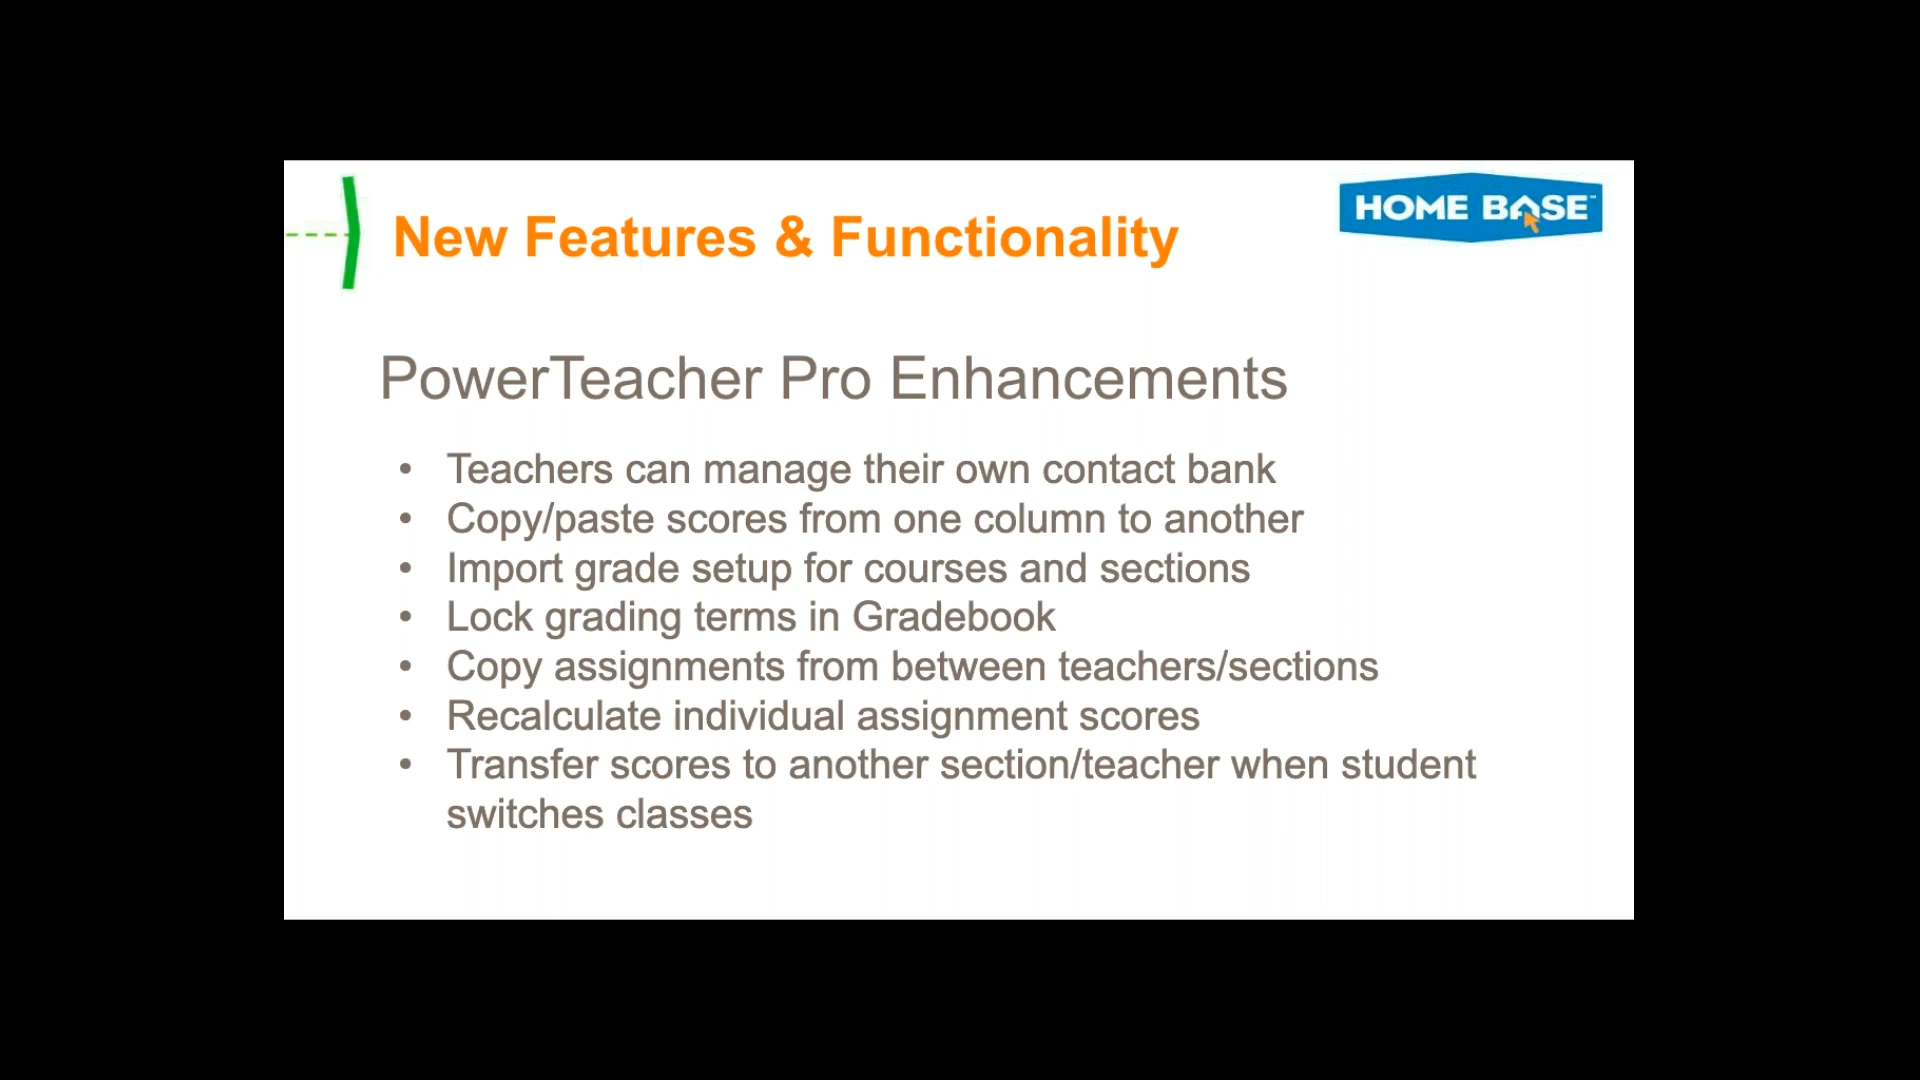 HOME BASE™
New Features & Functionality
PowerTeacher Pro Enhancements
• Teachers can manage their own contact bank
• Copy/paste scores from one column to another
• Import grade setup for courses and sections
• Lock grading terms in Gradebook
• Copy assignments from between teachers/sections
• Recalculate individual assignment scores
• Transfer scores to another section/teacher when student
switches classes